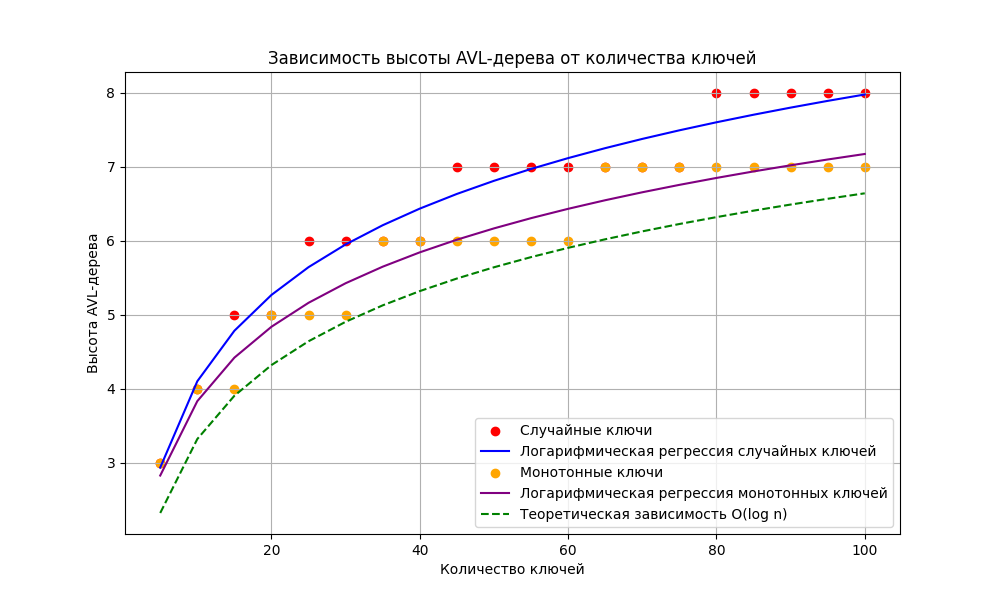 Зависимость высоты AVL-дерева от количества ключей
Высота AVL-дерева
8
7
6
5
4
3
Случайные ключи
Логарифмическая регрессия случайных ключей
Монотонные ключи
Логарифмическая регрессия монотонных ключей
Теоретическая зависимость O(log n)
20
40
60
80
100
Количество ключей